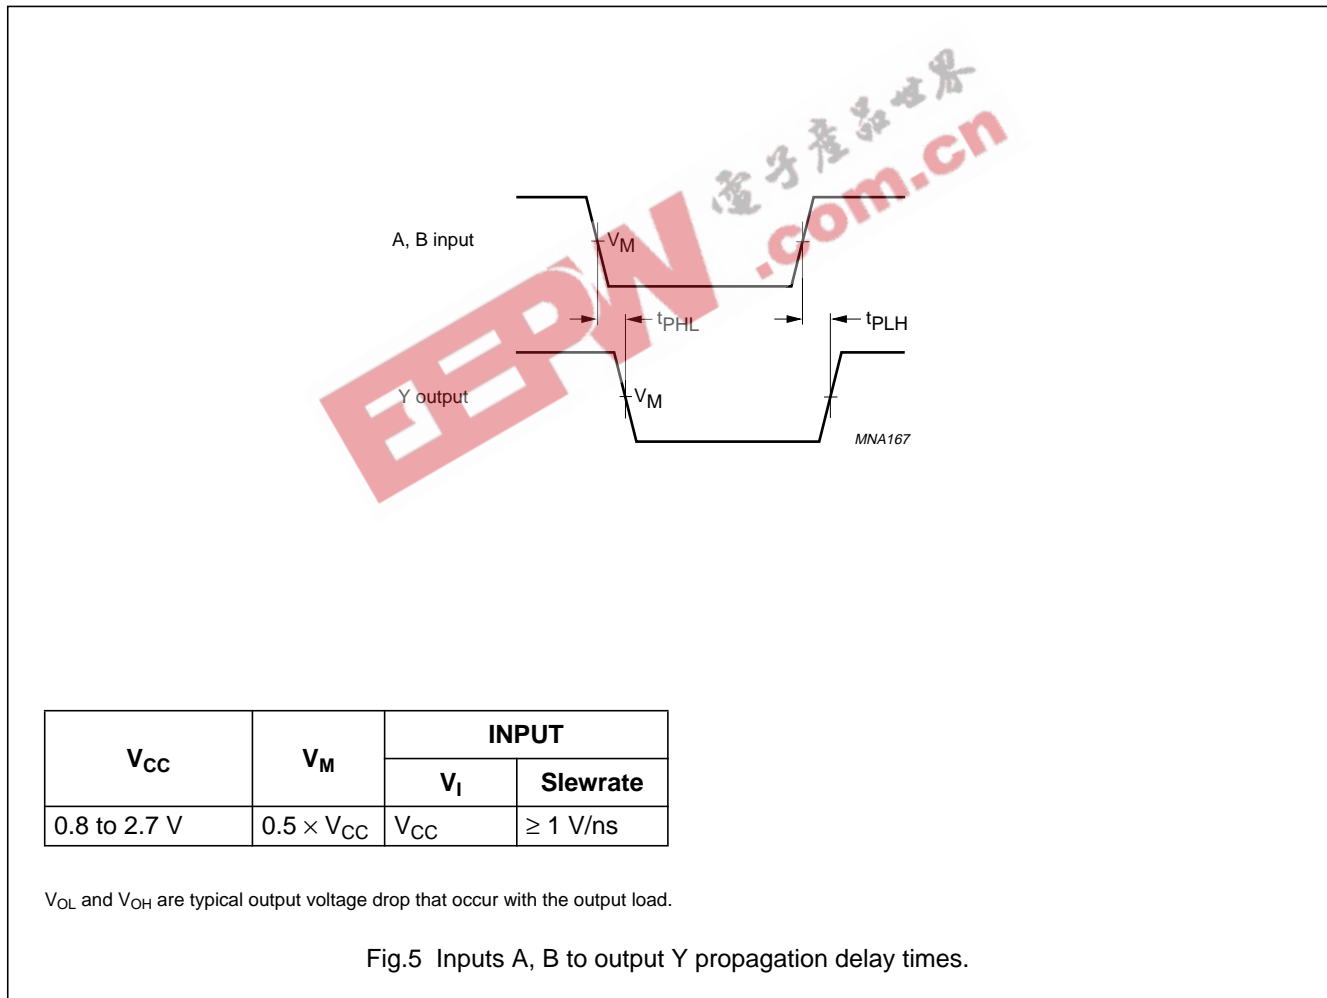 電子產品世界
EEPW.com.cn
A, B input
VM
tPHL
tPLH
Y output
VM
MNA167
VCC
VM
INPUT
VI
Slewrate
0.8 to 2.7 V
0.5 × VCC
VCC
≥ 1 V/ns
VOL and VOH are typical output voltage drop that occur with the output load.
Fig.5 Inputs A, B to output Y propagation delay times.